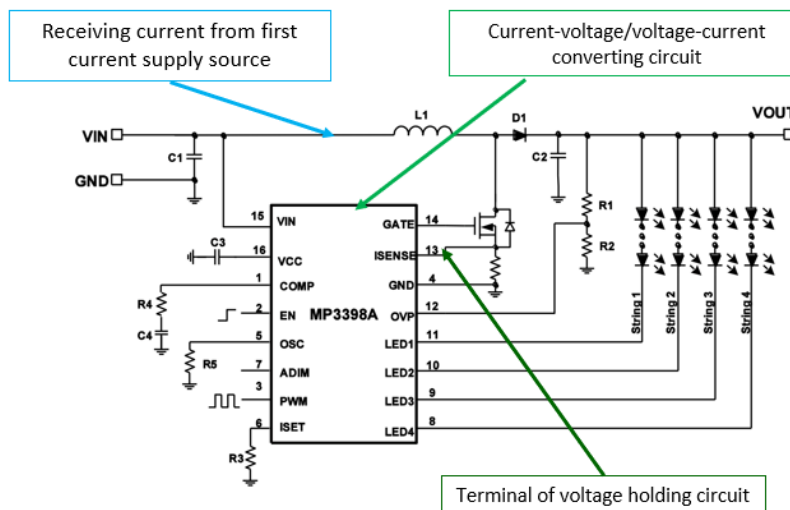 Receiving current from first
current supply source
Current-voltage/voltage-current
converting circuit
L1
D1
VOUT
VIN
C1
C2
GND
R1
R2
15
VIN
GATE
14
C3
16
VCC
ISENSE
13
1
COMP
GND
4
R4
2
EN
MP3398A
OVP
12
C4
5
OSC
LED1
11
R5
7
ADIM
LED2
10
3
PWM
LED3
9
6
ISET
LED4
8
R3
String 1
String 2
String 3
String 4
Terminal of voltage holding circuit